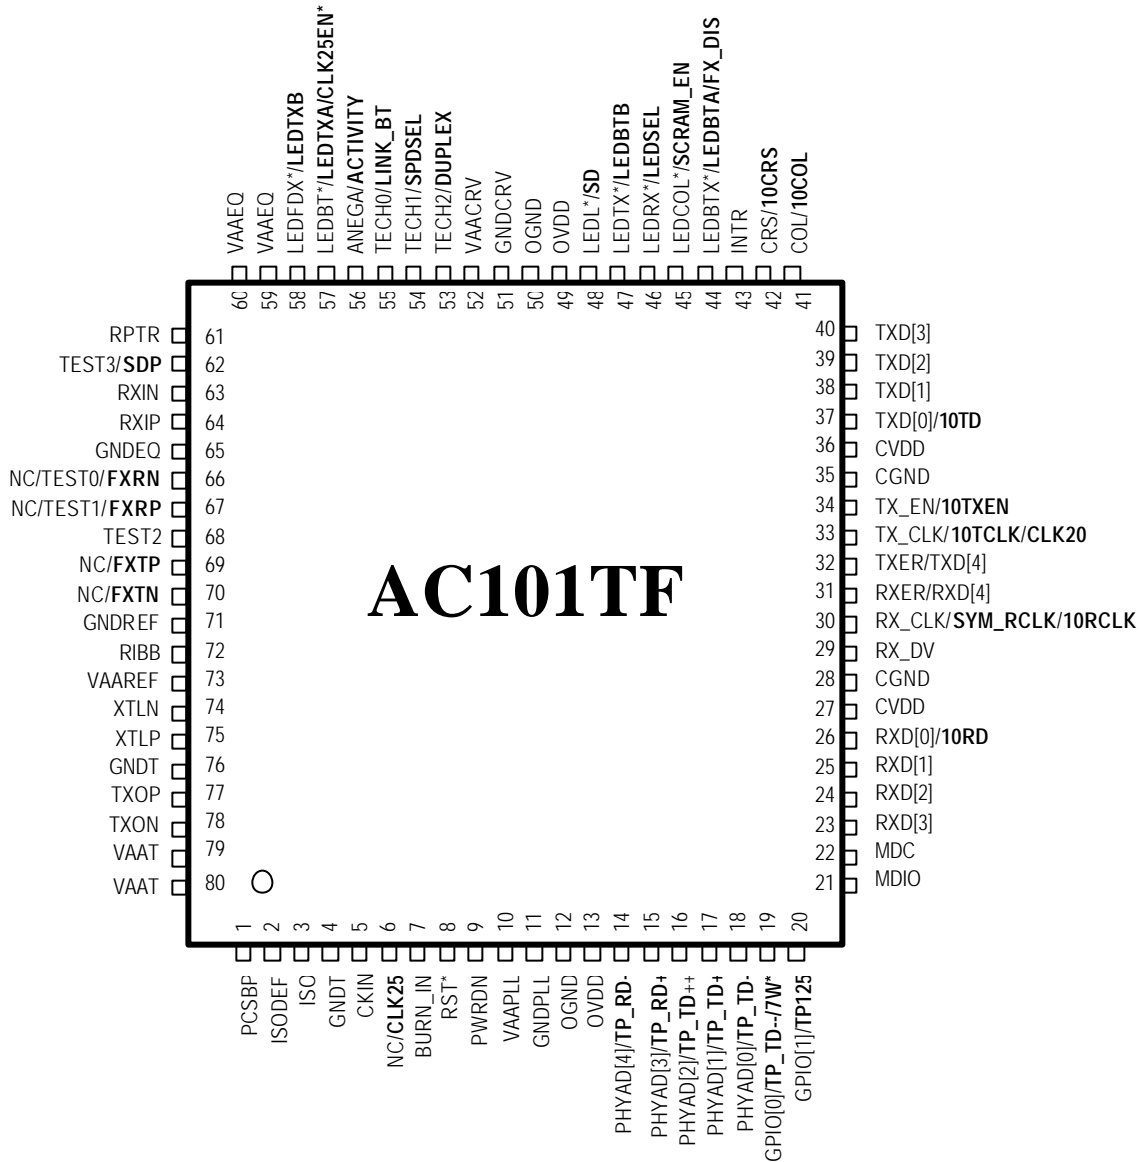 VAAEQ
VAAEQ
LEDFDX*/LEDTXB
LEDBT*/LEDTXA/CLK25EN*
ANEGA/ACTIVITY
TECH0/LINK_BT
TECH1/SPDSEL
TECH2/DUPLEX
VAACRV
GNDCRV
OGND
OVDD
LEDL*/SD
LEDTX*/LEDBTB
LEDRX*/LEDSEL
LEDCOL*/SCRAM_EN
LEDBTX*/LEDBTA/FX_DIS
INTR
CRS/10CRS
COL/10COL
60 59 58 57 56 55 54 53 52 51 50 49 48 47 46 45 44 43 42 41
RPTR 61
TEST3/SDP 62
RXIN 63
RXIP 64
GNDEQ 65
NC/TEST0/FXRN 66
NC/TEST1/FXRP 67
TEST2 68
NC/FXTP 69
NC/FXTN 70
GNDREF 71
RIBB 72
VAAREF 73
XTLN 74
XTLP 75
GNDT 76
TXOP 77
TXON 78
VAAT 79
VAAT 80
AC101TF
40 TXD[3]
39 TXD[2]
38 TXD[1]
37 TXD[0]/10TD
36 CVDD
35 CGND
34 TX_EN/10TXEN
33 TX_CLK/10TCLK/CLK20
32 TXER/TXD[4]
31 RXER/RXD[4]
30 RX_CLK/SYM_RCLK/10RCLK
29 RX_DV
28 CGND
27 CVDD
26 RXD[0]/10RD
25 RXD[1]
24 RXD[2]
23 RXD[3]
22 MDC
21 MDIO
1 2 3 4 5 6 7 8 9 10 11 12 13 14 15 16 17 18 19 20
PCSBP
ISODEF
ISO
GNDT
CKIN
NC/CLK25
BURN_IN
RST*
PWRDN
VAAPLL
GNDPLL
OGND
OVDD
PHYAD[4]/TP_RD-
PHYAD[3]/TP_RD+
PHYAD[2]/TP_TD++
PHYAD[1]/TP_TD+
PHYAD[0]/TP_TD-
GPIO[0]/TP_TD--/7W*
GPIO[1]/TP125